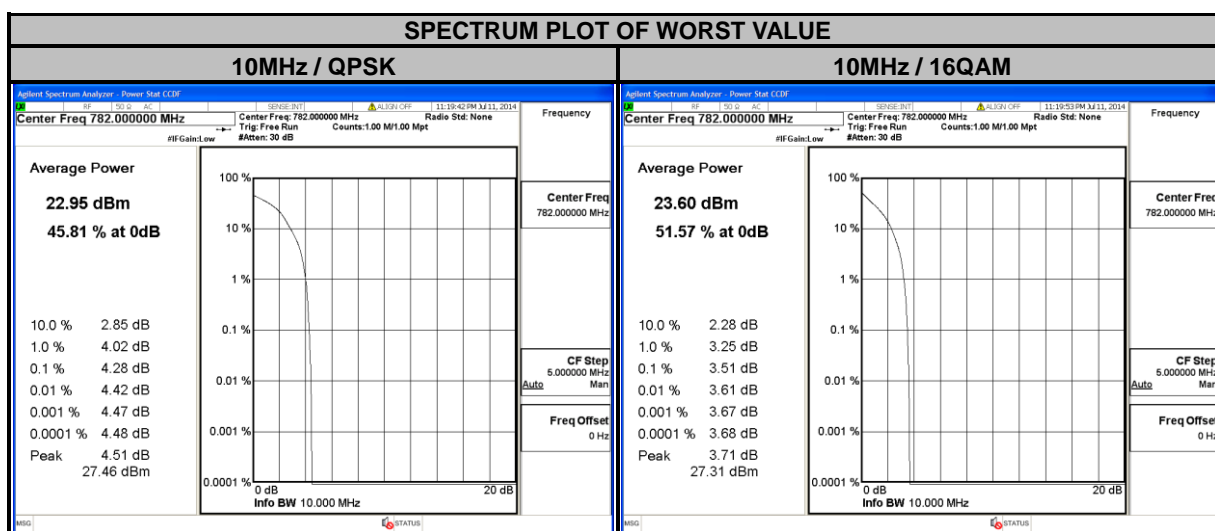 SPECTRUM PLOT OF WORST VALUE
10MHz / QPSK
10MHz / 16QAM
Agilent Spectrum Analyzer - Power Stat CCDF
RF 50 Ω AC SENSE:INT ALIGN OFF 11:19:42 PM Jul 11, 2014
Center Freq 782.000000 MHz
Center Freq: 782.000000 MHz Radio Std: None
Trig: Free Run Counts:1.00 M/1.00 Mpt
#IFGain:Low #Atten: 30 dB
Frequency
Average Power
22.95 dBm
45.81 % at 0dB
10.0 % 2.85 dB
1.0 % 4.02 dB
0.1 % 4.28 dB
0.01 % 4.42 dB
0.001 % 4.47 dB
0.0001 % 4.48 dB
Peak 4.51 dB
27.46 dBm
100 %
10 %
1 %
0.1 %
0.01 %
0.001 %
0.0001 %
0 dB 20 dB
Info BW 10.000 MHz
Center Freq
782.000000 MHz
CF Step
5.000000 MHz
Auto Man
Freq Offset
0 Hz
MSG STATUS
Agilent Spectrum Analyzer - Power Stat CCDF
RF 50 Ω AC SENSE:INT ALIGN OFF 11:19:53 PM Jul 11, 2014
Center Freq 782.000000 MHz
Center Freq: 782.000000 MHz Radio Std: None
Trig: Free Run Counts:1.00 M/1.00 Mpt
#IFGain:Low #Atten: 30 dB
Frequency
Average Power
23.60 dBm
51.57 % at 0dB
10.0 % 2.28 dB
1.0 % 3.25 dB
0.1 % 3.51 dB
0.01 % 3.61 dB
0.001 % 3.67 dB
0.0001 % 3.68 dB
Peak 3.71 dB
27.31 dBm
100 %
10 %
1 %
0.1 %
0.01 %
0.001 %
0.0001 %
0 dB 20 dB
Info BW 10.000 MHz
Center Freq
782.000000 MHz
CF Step
5.000000 MHz
Auto Man
Freq Offset
0 Hz
MSG STATUS